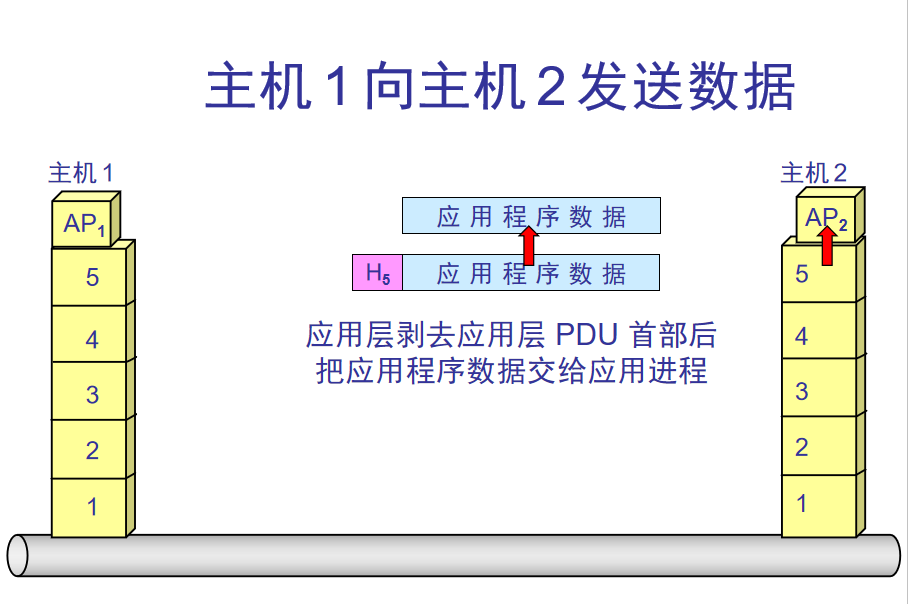 主机 1 向主机 2 发送数据
主机 1
主机 2
AP1
AP2
应 用 程 序 数 据
H5
应 用 程 序 数 据
应用层剥去应用层 PDU 首部后
把应用程序数据交给应用进程
5
4
3
2
1
5
4
3
2
1